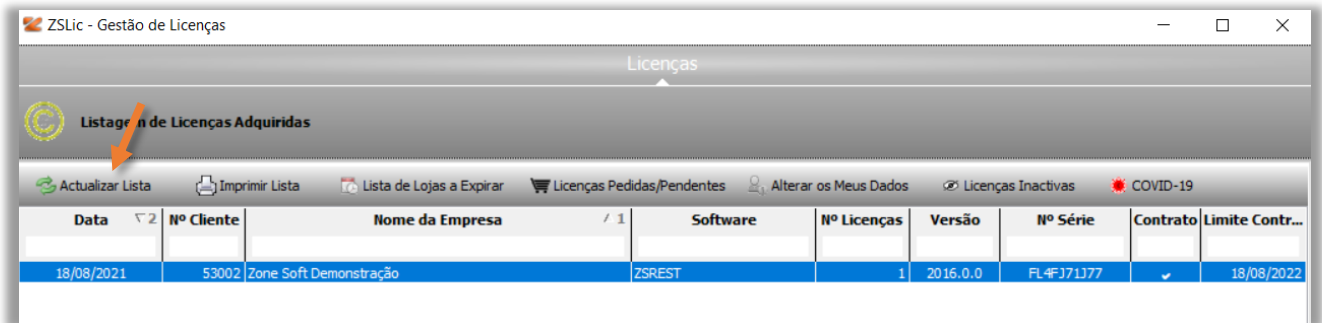 ZSLic - Gestão de Licenças
Licenças
Listagem de Licenças Adquiridas
Actualizar Lista Imprimir Lista Lista de Lojas a Expirar Licenças Pedidas/Pendentes Alterar os Meus Dados Licenças Inactivas COVID-19
Data 2 Nº Cliente Nome da Empresa / 1 Software Nº Licenças Versão Nº Série Contrato Limite Contr...
18/08/2021 53002 Zone Soft Demonstração ZSREST 1 2016.0.0 FL4FJ71J77 18/08/2022